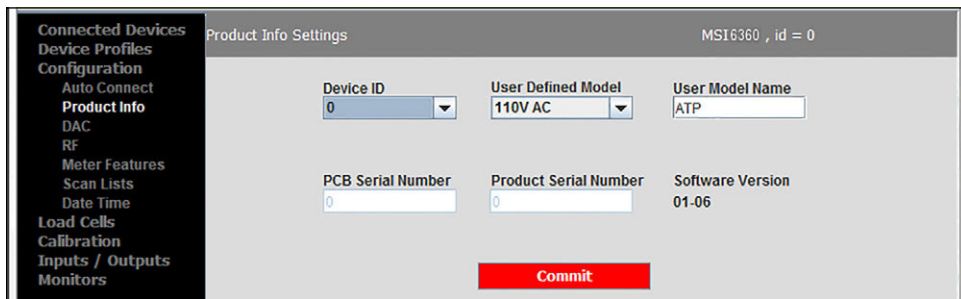 Connected Devices
Device Profiles
Configuration
Auto Connect
Product Info
DAC
RF
Meter Features
Scan Lists
Date Time
Load Cells
Calibration
Inputs / Outputs
Monitors
Product Info Settings MSI6360 , id = 0
Device ID User Defined Model User Model Name
0 110V AC ATP
PCB Serial Number Product Serial Number Software Version
0 0 01-06
Commit